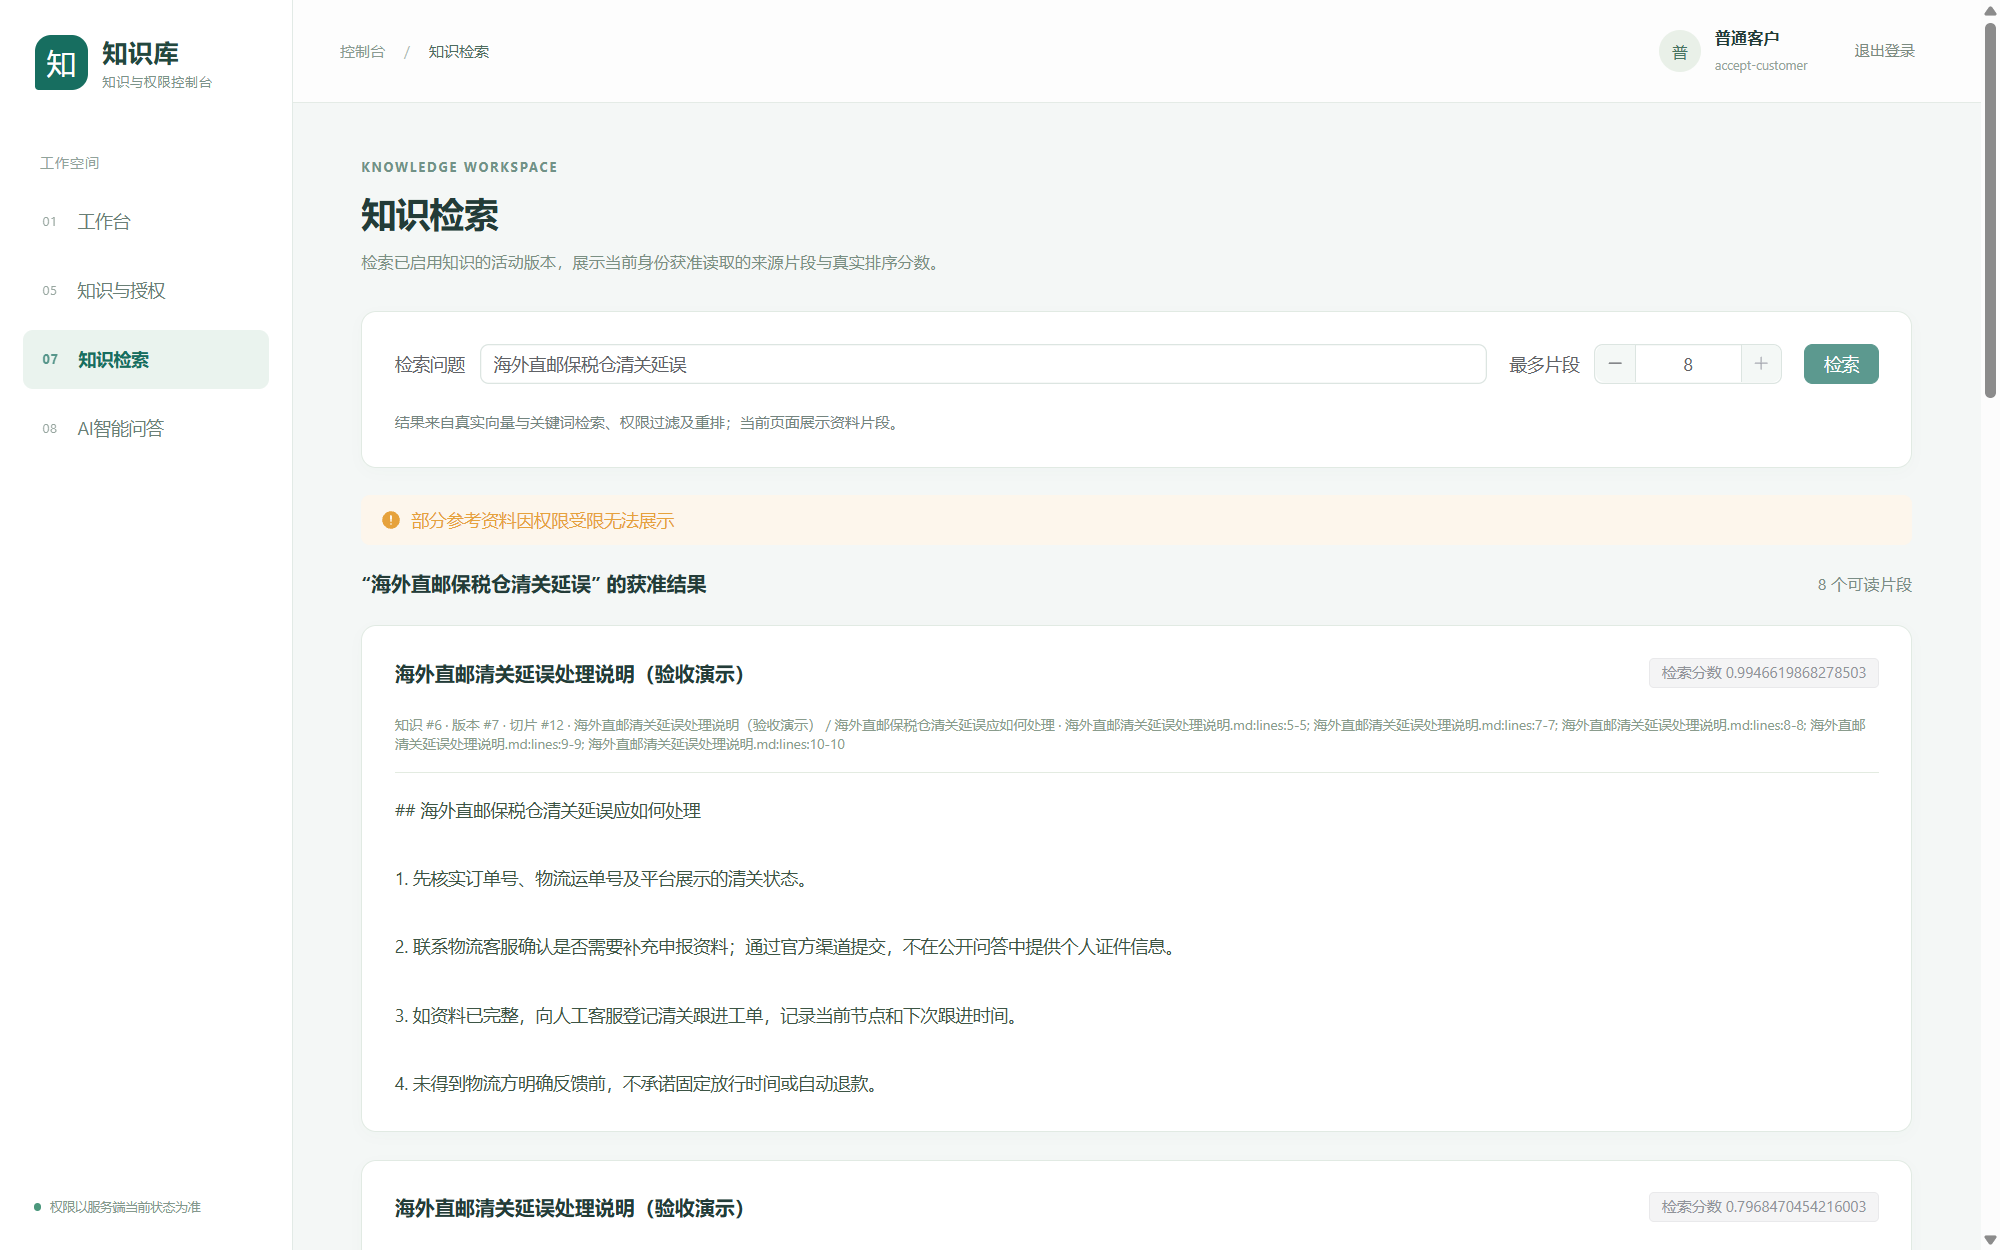 知
知识库
知识与权限控制台
工作空间
01 工作台
05 知识与授权
07 知识检索
08 AI智能问答
权限以服务端当前状态为准
控制台 / 知识检索
普
普通客户
accept-customer
退出登录
KNOWLEDGE WORKSPACE
知识检索
检索已启用知识的活动版本，展示当前身份获准读取的来源片段与真实排序分数。
检索问题 海外直邮保税仓清关延误 最多片段 8 检索
结果来自真实向量与关键词检索、权限过滤及重排；当前页面展示资料片段。
部分参考资料因权限受限无法展示
“海外直邮保税仓清关延误” 的获准结果 8 个可读片段
海外直邮清关延误处理说明（验收演示） 检索分数 0.9946619868278503
知识 #6 · 版本 #7 · 切片 #12 · 海外直邮清关延误处理说明（验收演示） / 海外直邮保税仓清关延误应如何处理 · 海外直邮清关延误处理说明.md:lines:5-5; 海外直邮清关延误处理说明.md:lines:7-7; 海外直邮清关延误处理说明.md:lines:8-8; 海外直邮
清关延误处理说明.md:lines:9-9; 海外直邮清关延误处理说明.md:lines:10-10
## 海外直邮保税仓清关延误应如何处理
1. 先核实订单号、物流运单号及平台展示的清关状态。
2. 联系物流客服确认是否需要补充申报资料；通过官方渠道提交，不在公开问答中提供个人证件信息。
3. 如资料已完整，向人工客服登记清关跟进工单，记录当前节点和下次跟进时间。
4. 未得到物流方明确反馈前，不承诺固定放行时间或自动退款。
海外直邮清关延误处理说明（验收演示） 检索分数 0.7968470454216003